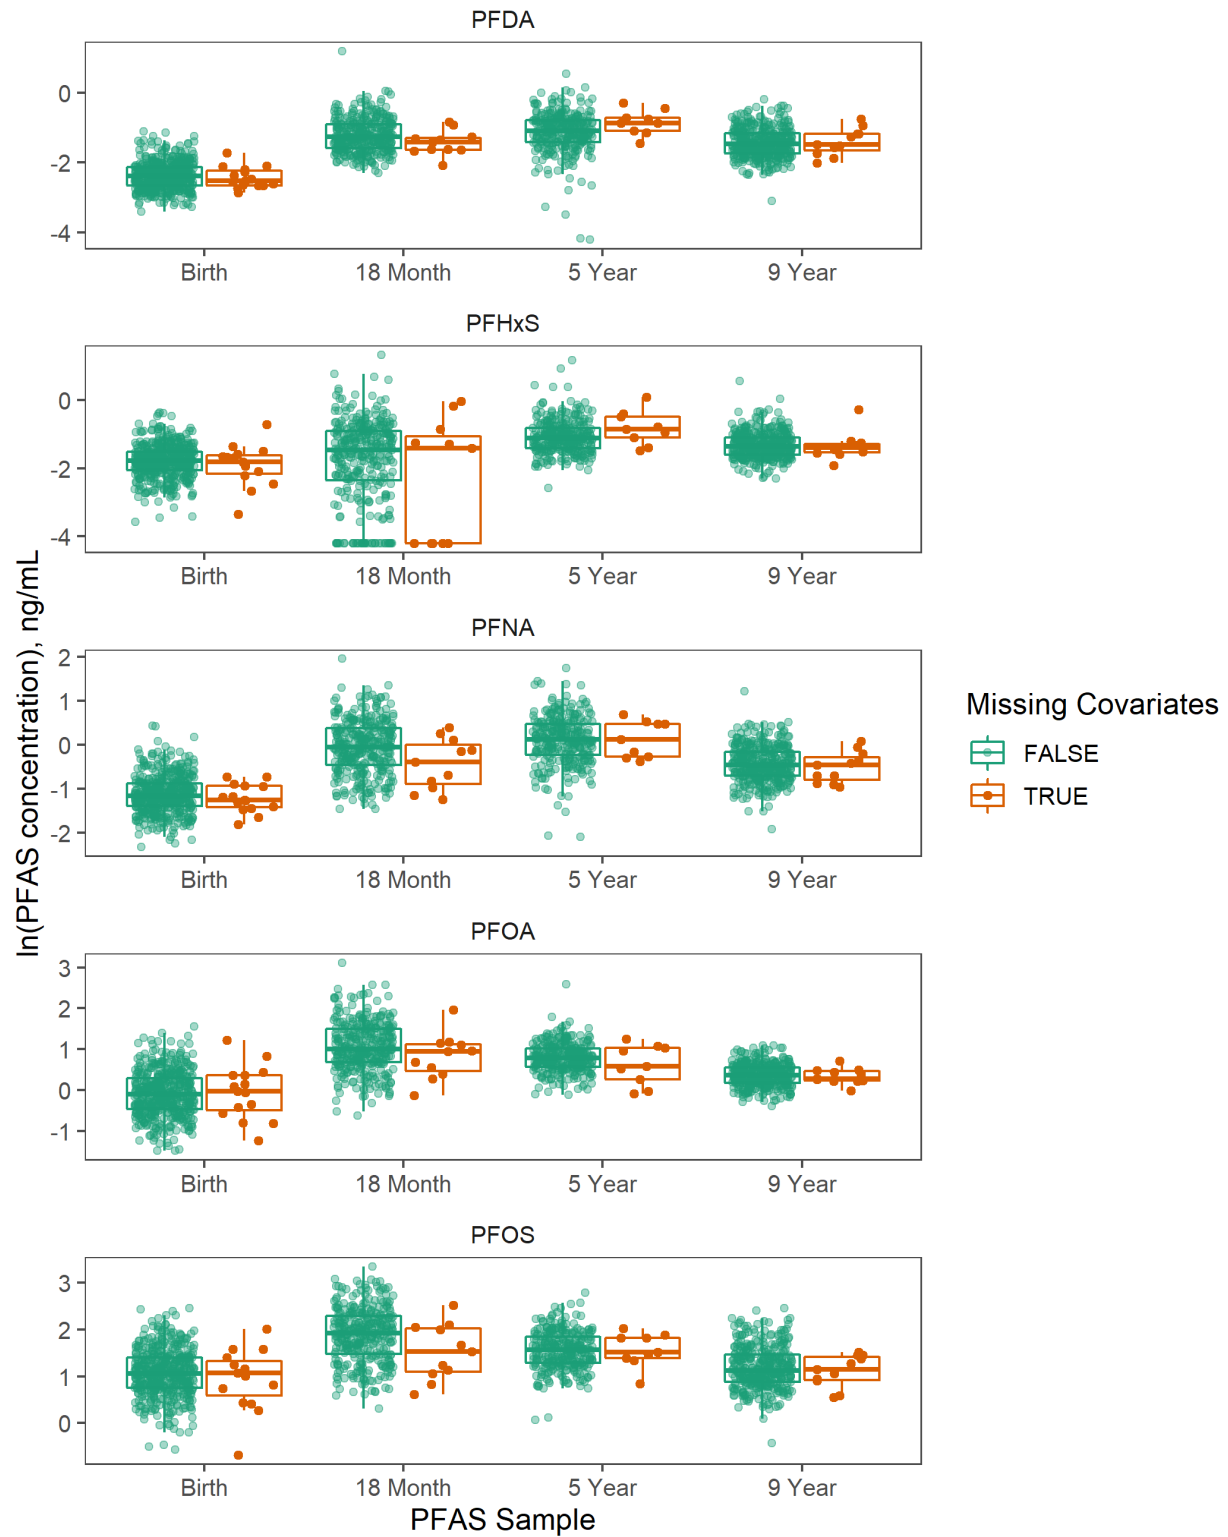 PFDA
0
-2
-4
Birth 18 Month 5 Year 9 Year
PFHxS
0
-2
-4
Birth 18 Month 5 Year 9 Year
PFNA
2
1
0
-1
-2
Birth 18 Month 5 Year 9 Year
PFOA
3
2
1
0
-1
Birth 18 Month 5 Year 9 Year
PFOS
3
2
1
0
Birth 18 Month 5 Year 9 Year
PFAS Sample
ln(PFAS concentration), ng/mL
Missing Covariates
FALSE
TRUE